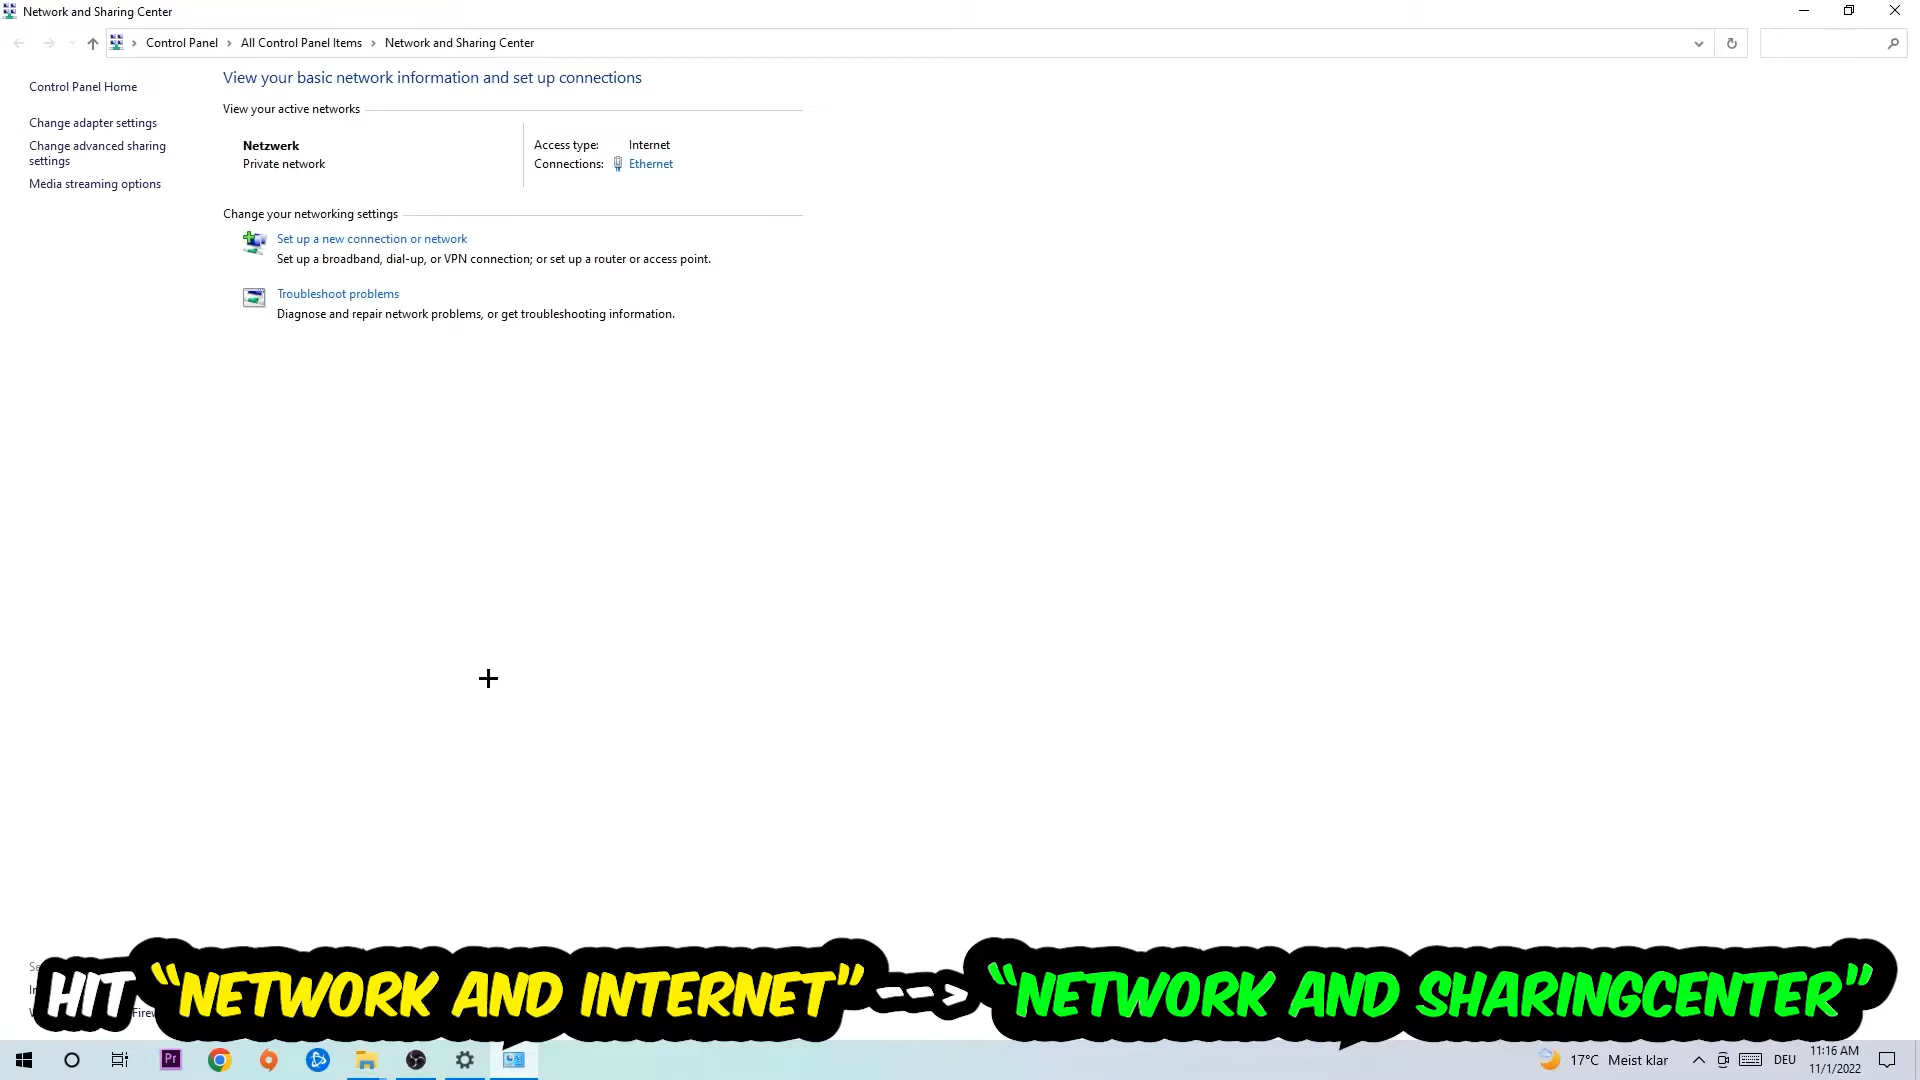 Network and Sharing Center
Control Panel > All Control Panel Items > Network and Sharing Center
Control Panel Home
Change adapter settings
Change advanced sharing
settings
Media streaming options
View your basic network information and set up connections
View your active networks
Netzwerk
Private network
Access type: Internet
Connections: Ethernet
Change your networking settings
Set up a new connection or network
Set up a broadband, dial-up, or VPN connection; or set up a router or access point.
Troubleshoot problems
Diagnose and repair network problems, or get troubleshooting information.
HIT “NETWORK AND INTERNET” ---> “NETWORK AND SHARINGCENTER”
Pr
17°C Meist klar
DEU
11:16 AM
11/1/2022